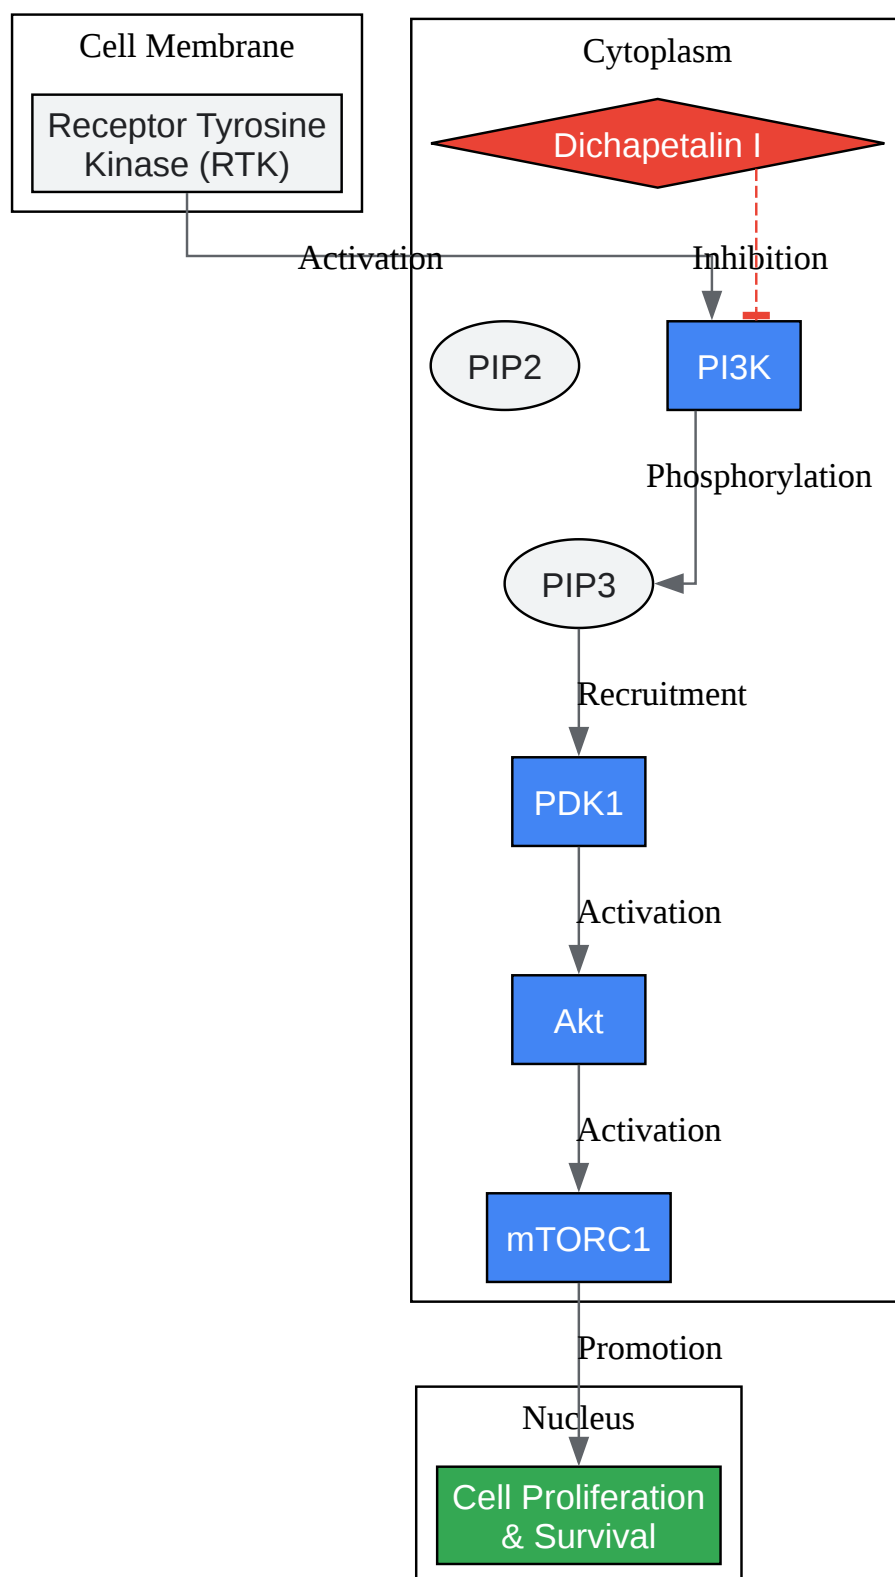 Cell Membrane
Receptor Tyrosine
Kinase (RTK)
Cytoplasm
Dichapetalin I
Activation
Inhibition
PIP2
PI3K
Phosphorylation
PIP3
Recruitment
PDK1
Activation
Akt
Activation
mTORC1
Promotion
Nucleus
Cell Proliferation
& Survival